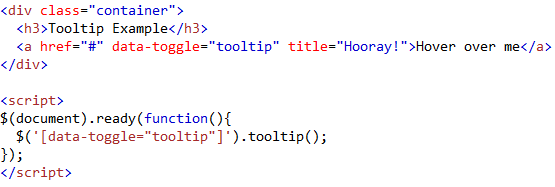 <div class="container">
  <h3>Tooltip Example</h3>
  <a href="#" data-toggle="tooltip" title="Hooray!">Hover over me</a>
</div>

<script>
$(document).ready(function(){
  $('[data-toggle="tooltip"]').tooltip();
});
</script>